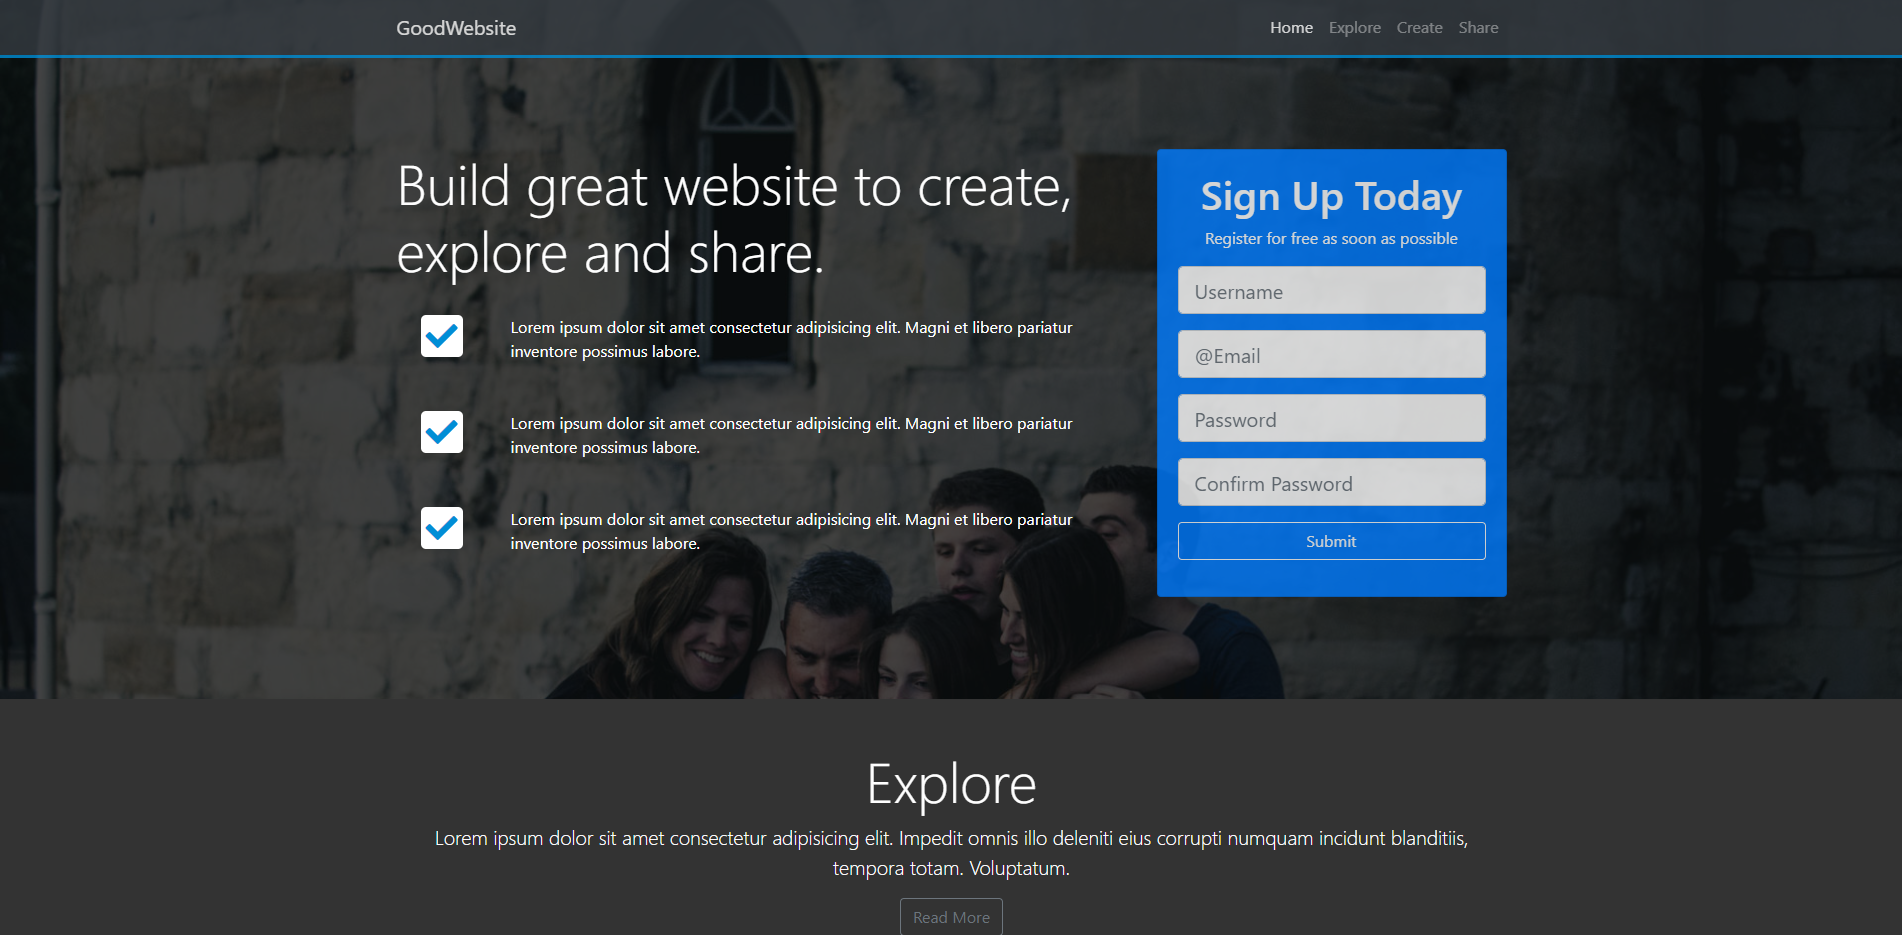 GoodWebsite
Home Explore Create Share
Build great website to create,
explore and share.
Lorem ipsum dolor sit amet consectetur adipisicing elit. Magni et libero pariatur
inventore possimus labore.
Lorem ipsum dolor sit amet consectetur adipisicing elit. Magni et libero pariatur
inventore possimus labore.
Lorem ipsum dolor sit amet consectetur adipisicing elit. Magni et libero pariatur
inventore possimus labore.
Sign Up Today
Register for free as soon as possible
Username
@Email
Password
Confirm Password
Submit
Explore
Lorem ipsum dolor sit amet consectetur adipisicing elit. Impedit omnis illo deleniti eius corrupti numquam incidunt blanditiis,
tempora totam. Voluptatum.
Read More